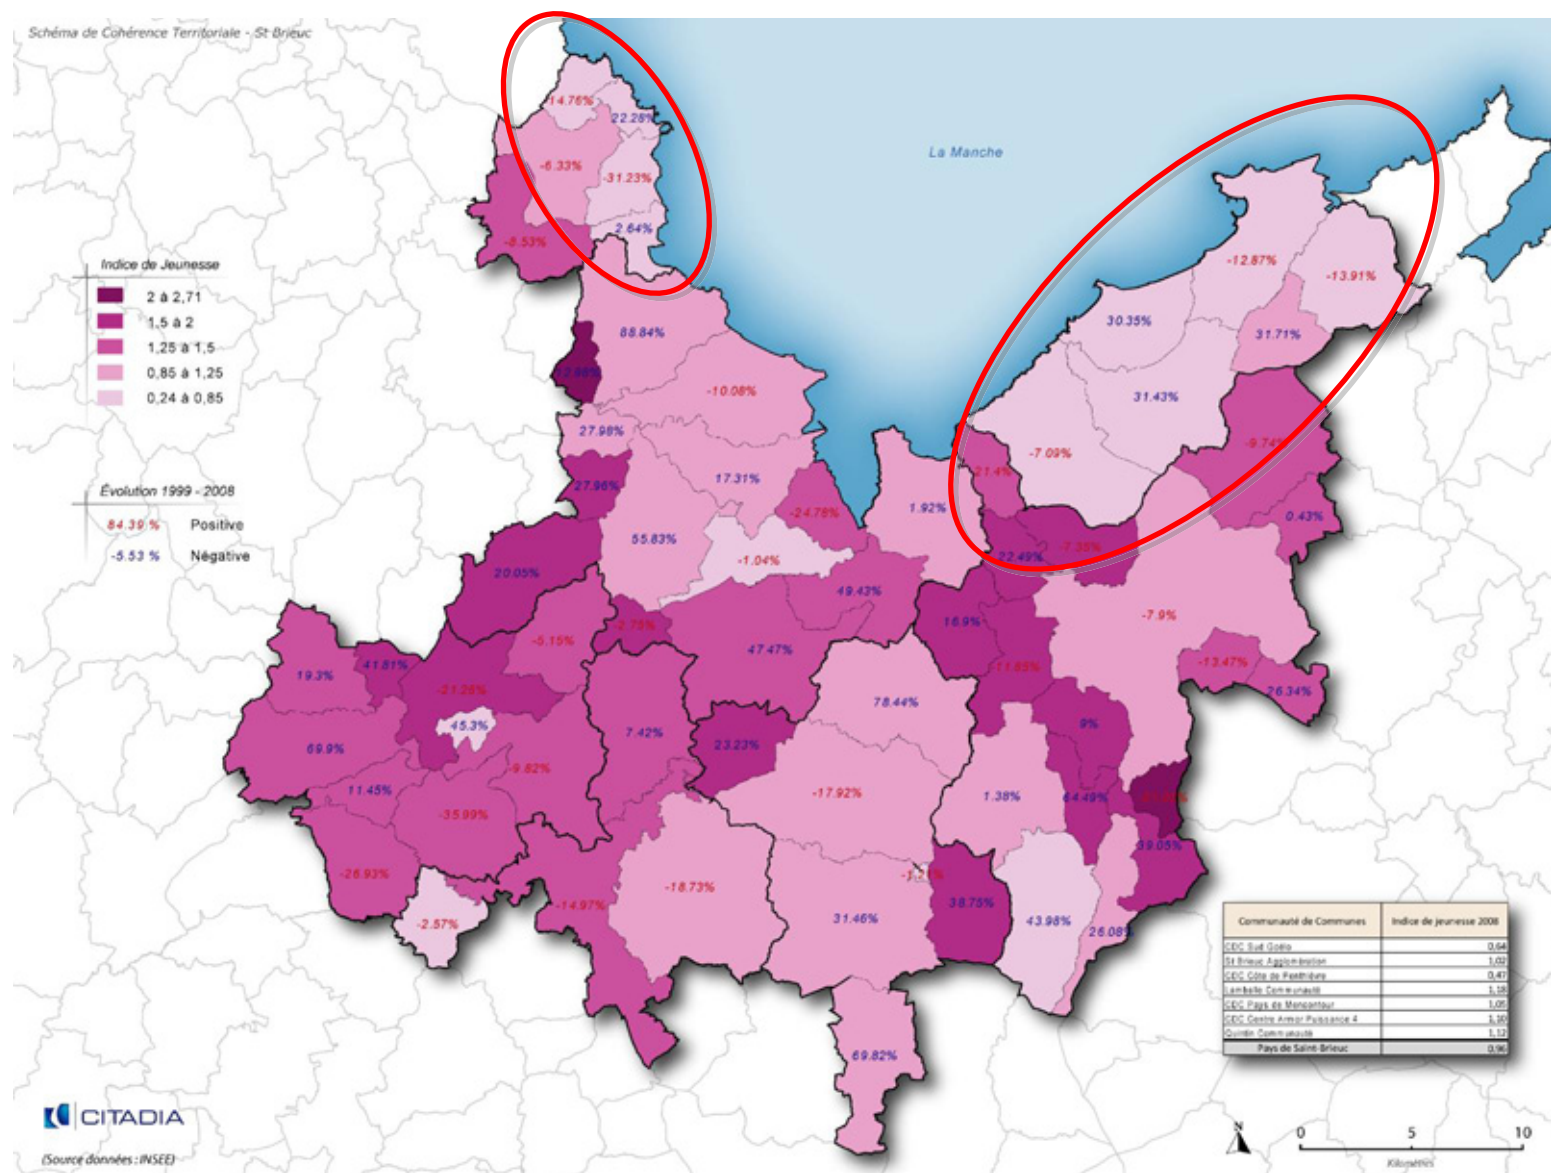 Schéma de Cohérence Territoriale - St Brieuc
La Manche
Indice de Jeunesse
2 à 2,71
1,5 à 2
1,25 à 1,5
0,85 à 1,25
0,24 à 0,85
Évolution 1999 - 2008
84.39 % Positive
-5.53 % Négative
-14.76%
22.28%
-6.33%
-31.23%
2.64%
-8.53%
88.84%
-10.08%
27.98%
27.96%
17.31%
-24.78%
55.83%
-1.04%
1.92%
-12.87%
-13.91%
30.35%
31.71%
31.43%
-7.09%
-9.74%
21.4%
0.43%
22.49%
-7.35%
20.05%
49.43%
-5.15%
-2.75%
16.9%
-7.9%
47.47%
-11.85%
-13.47%
26.34%
19.3%
41.81%
-21.26%
45.3%
78.44%
9%
69.9%
7.42%
23.23%
-9.82%
11.45%
-35.99%
-17.92%
1.38%
64.49%
39.05%
-26.93%
-18.73%
-14.97%
-2.57%
31.46%
38.75%
43.98%
26.08%
69.82%
Communauté de Communes Indice de jeunesse 2008
CDC Sud Goëlo 0,64
St Brieuc Agglomération 1,02
CDC Côte de Penthièvre 0,47
Lamballe Communauté 1,18
CDC Pays de Moncontour 1,05
CDC Centre Armor Puissance 4 1,10
Quintin Communauté 1,12
Pays de Saint-Brieuc 0,96
CITADIA
(Source données : INSEE)
N
0 5 10
Kilomètres